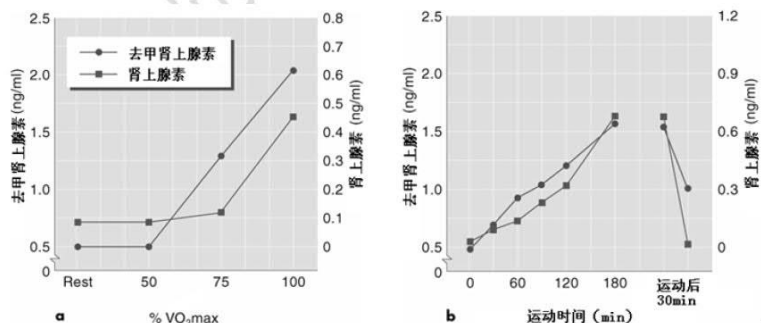 2.5
2.0
1.5
1.0
0.5
0
去甲肾上腺素 (ng/ml)
去甲肾上腺素
肾上腺素
0.8
0.7
0.6
0.5
0.4
0.3
0.2
0.1
0
肾上腺素 (ng/ml)
Rest 50 75 100
a % VO₂max
2.5
2.0
1.5
1.0
0.5
0
去甲肾上腺素 (ng/ml)
1.2
0.9
0.6
0.3
0
肾上腺素 (ng/ml)
0 60 120 180 运动后
30min
b 运动时间（min）